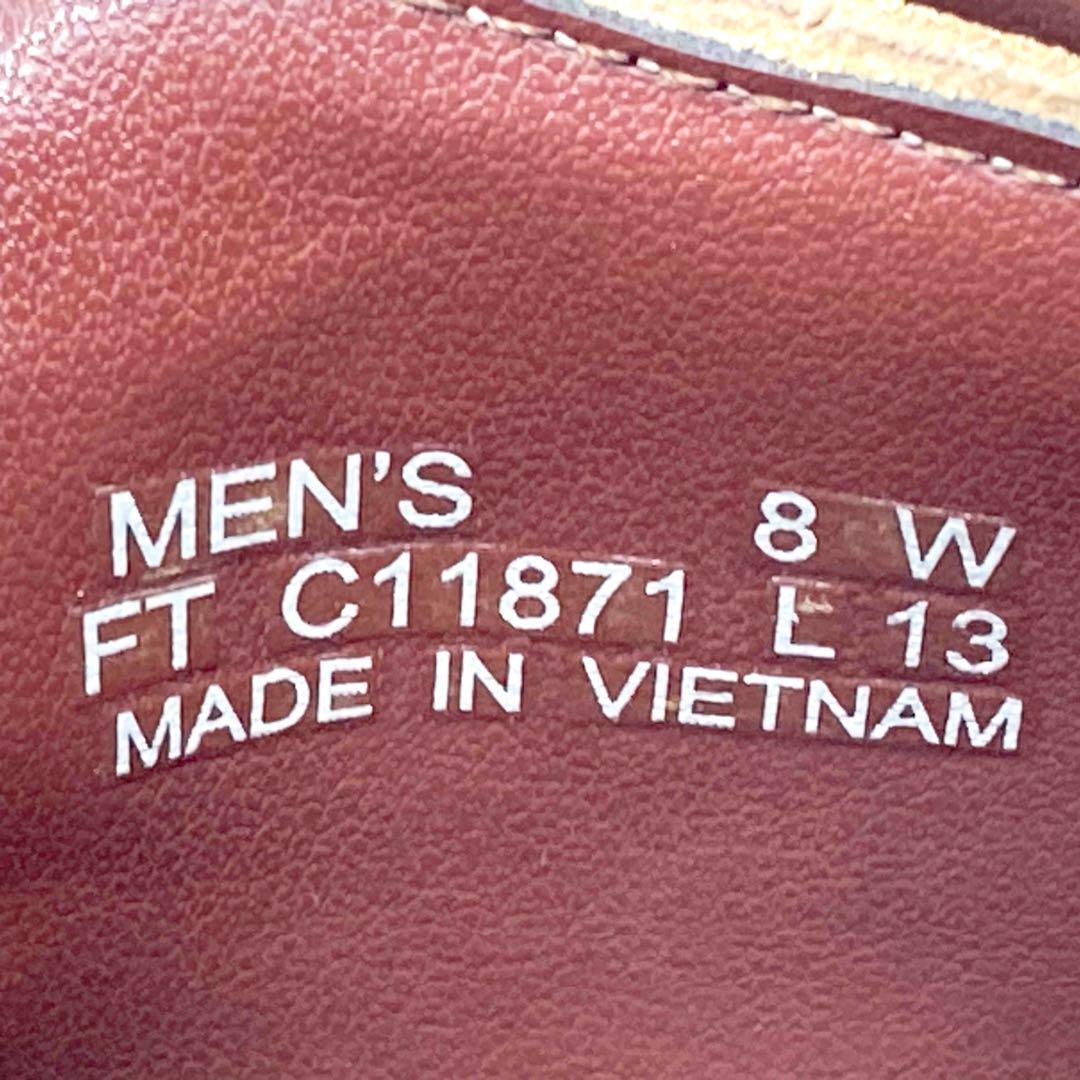 MEN'S 8 W
FT C11871 L 13
MADE IN VIETNAM